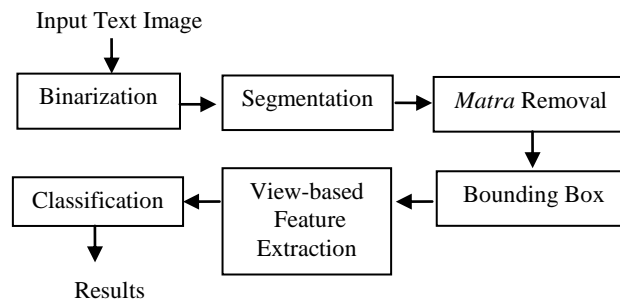 Input Text Image
Binarization
Segmentation
Matra Removal
Bounding Box
View-based
Feature
Extraction
Classification
Results